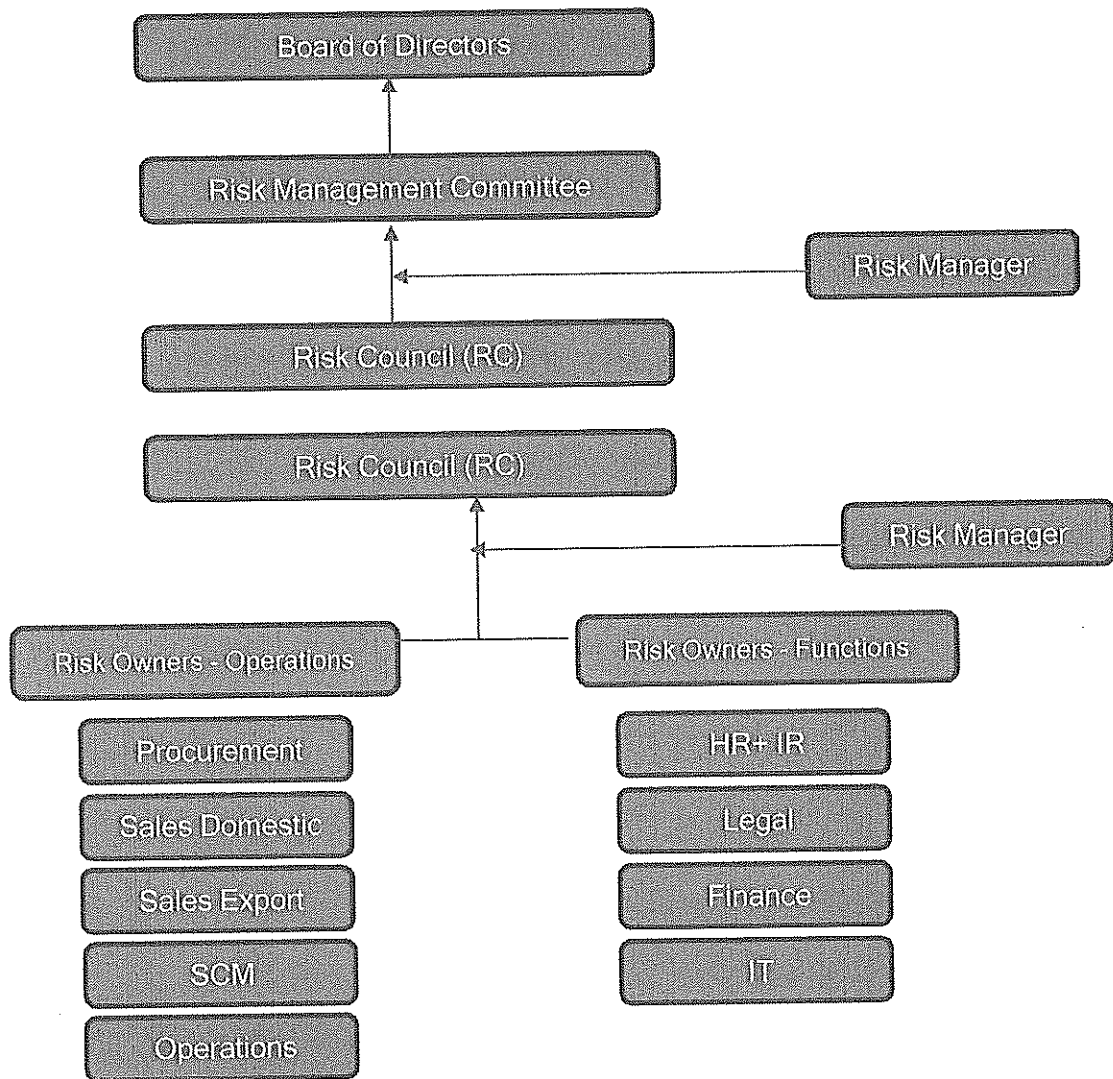 Board of Directors
Risk Management Committee
Risk Manager
Risk Council (RC)
Risk Council (RC)
Risk Manager
Risk Owners - Operations
Risk Owners - Functions
Procurement
HR+ IR
Sales Domestic
Legal
Sales Export
Finance
SCM
IT
Operations